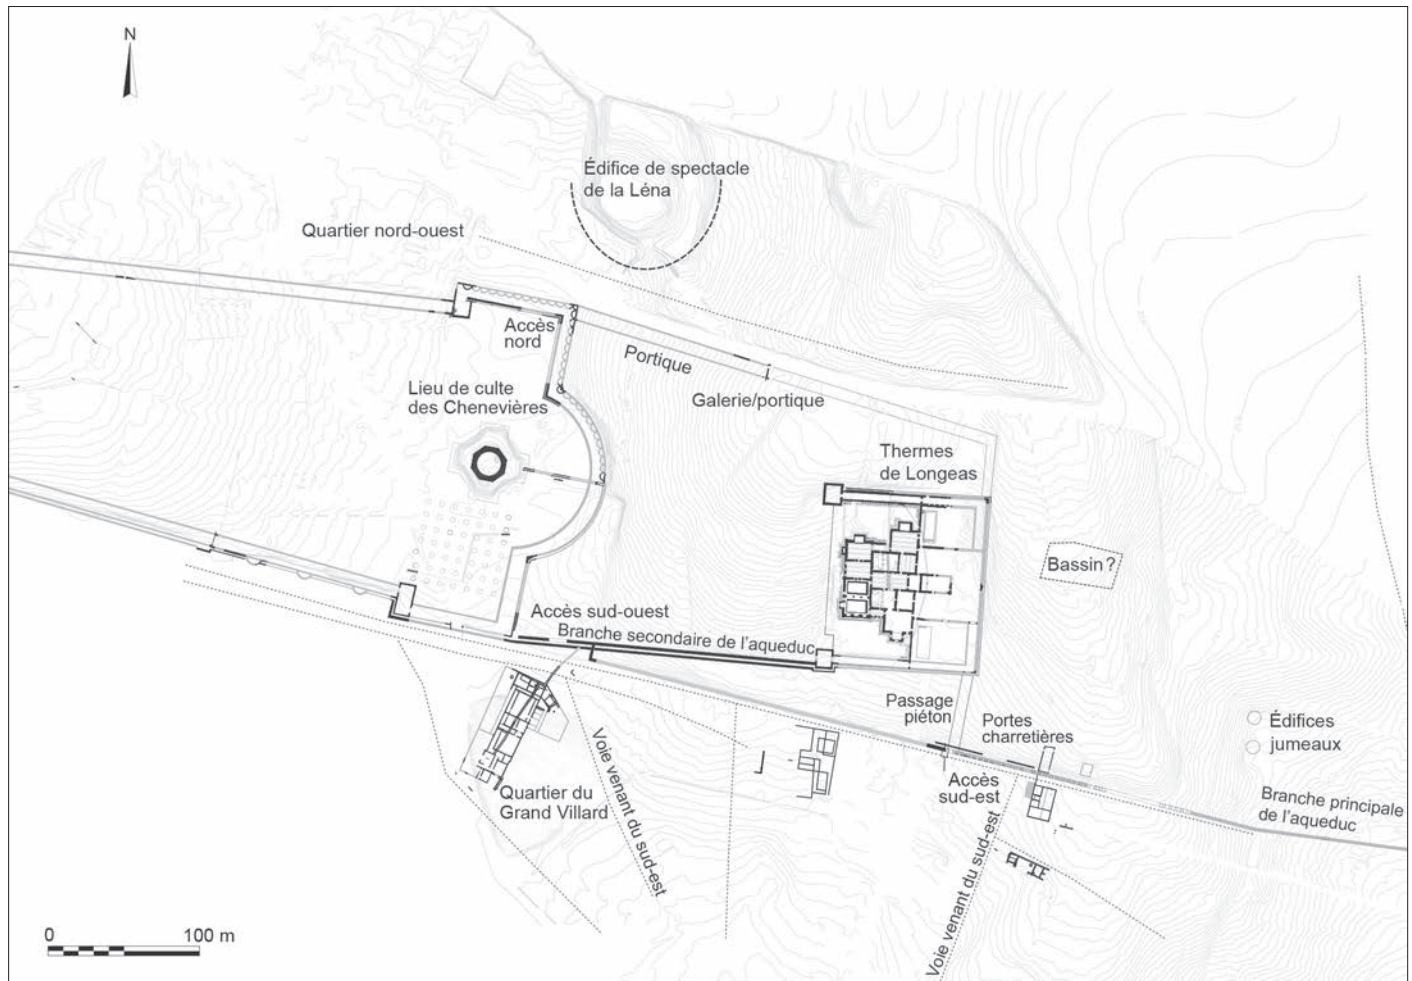 N
Édifice de spectacle
de la Léna
Quartier nord-ouest
Accès
nord
Portique
Lieu de culte
des Chenevières
Galerie/portique
Thermes
de Longeas
Bassin ?
Accès sud-ouest
Branche secondaire de l'aqueduc
Passage
piéton
Portes
charretières
Édifices
jumeaux
Quartier du
Grand Villard
Voie venant du sud-est
Accès
sud-est
Branche principale
de l'aqueduc
Voie venant du sud-est
0 100 m